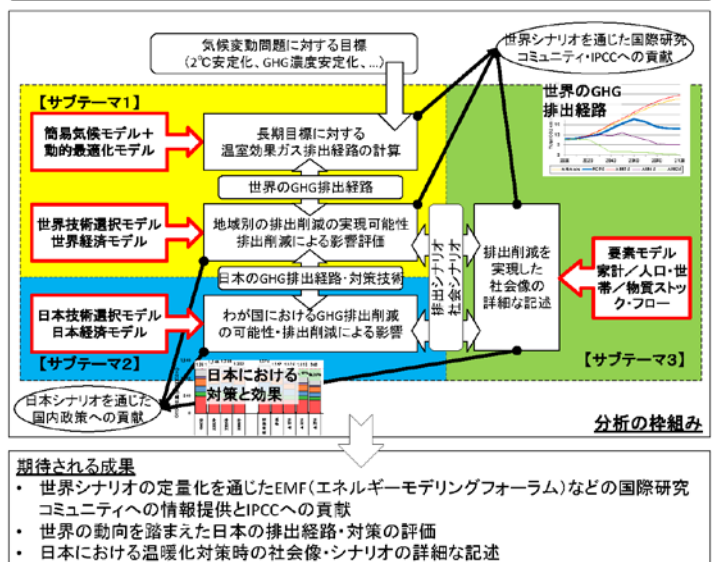 気候変動問題に対する目標
（2℃安定化、GHG濃度安定化、...）
世界シナリオを通じた国際研究
コミュニティ・IPCCへの貢献
【サブテーマ1】
簡易気候モデル＋
動的最適化モデル
長期目標に対する
温室効果ガス排出経路の計算
世界のGHG
排出経路
世界のGHG排出経路
世界技術選択モデル
世界経済モデル
地域別の排出削減の実現可能性
排出削減による影響評価
排出シナリオ
社会シナリオ
排出削減を
実現した
社会像の
詳細な記述
要素モデル
家計／人口・世
帯／物質ストッ
ク・フロー
日本のGHG排出経路・対策技術
日本技術選択モデル
日本経済モデル
わが国におけるGHG排出削減
の可能性・排出削減による影響
【サブテーマ2】
【サブテーマ3】
日本における
対策と効果
日本シナリオを通じた
国内政策への貢献
分析の枠組み
期待される成果
• 世界シナリオの定量化を通じたEMF（エネルギーモデリングフォーラム）などの国際研究
コミュニティへの情報提供とIPCCへの貢献
• 世界の動向を踏まえた日本の排出経路・対策の評価
• 日本における温暖化対策時の社会像・シナリオの詳細な記述